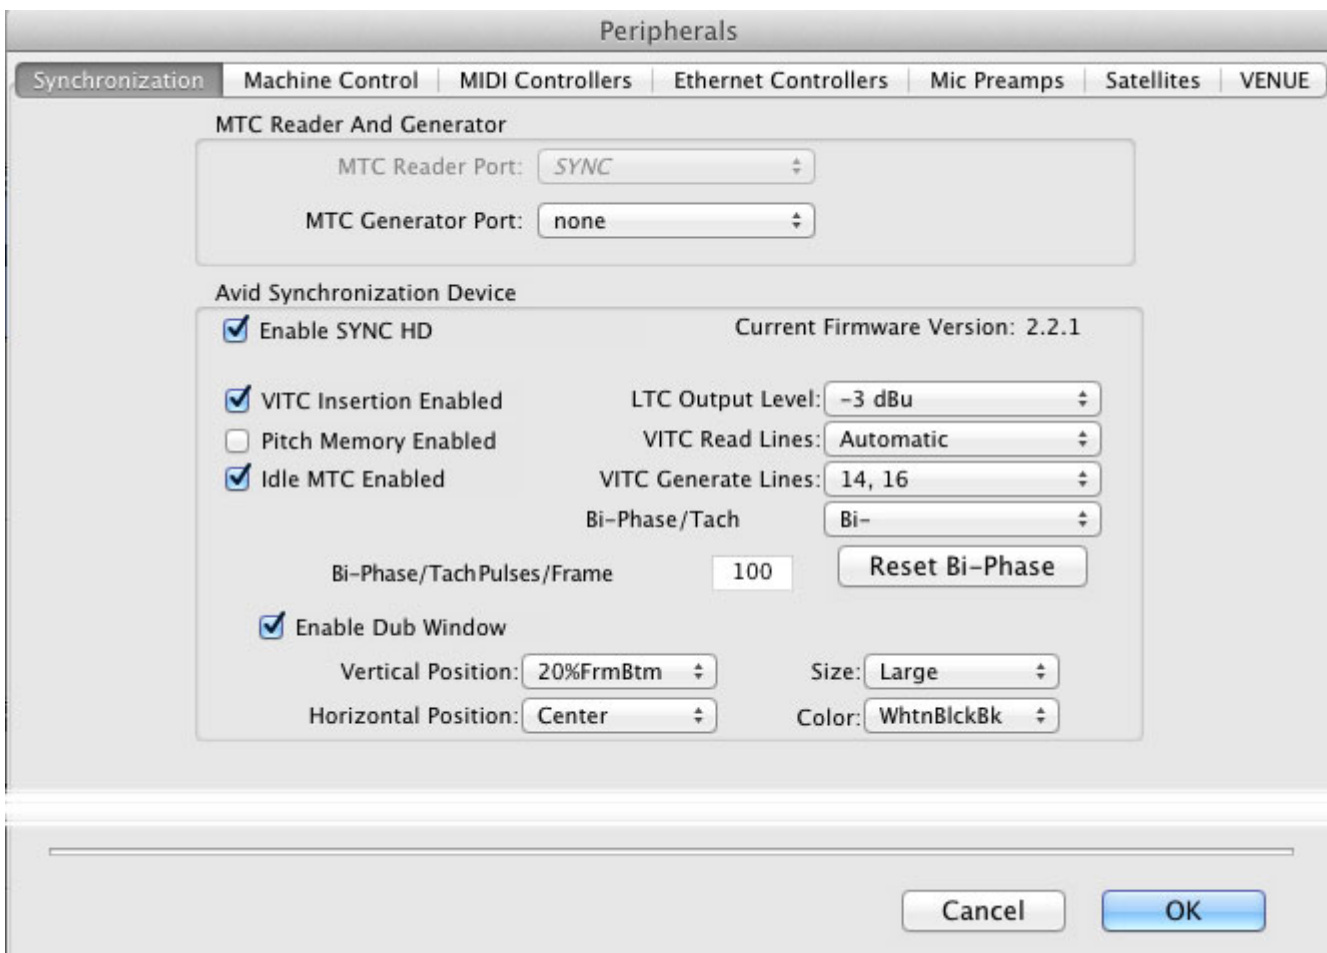 Peripherals
Synchronization Machine Control MIDI Controllers Ethernet Controllers Mic Preamps Satellites VENUE
MTC Reader And Generator
MTC Reader Port: SYNC
MTC Generator Port: none
Avid Synchronization Device
Enable SYNC HD Current Firmware Version: 2.2.1
VITC Insertion Enabled LTC Output Level: -3 dBu
Pitch Memory Enabled VITC Read Lines: Automatic
Idle MTC Enabled VITC Generate Lines: 14, 16
Bi-Phase/Tach Bi-
Bi-Phase/TachPulses/Frame 100 Reset Bi-Phase
Enable Dub Window
Vertical Position: 20%FrmBtm Size: Large
Horizontal Position: Center Color: WhtnBlckBk
Cancel OK